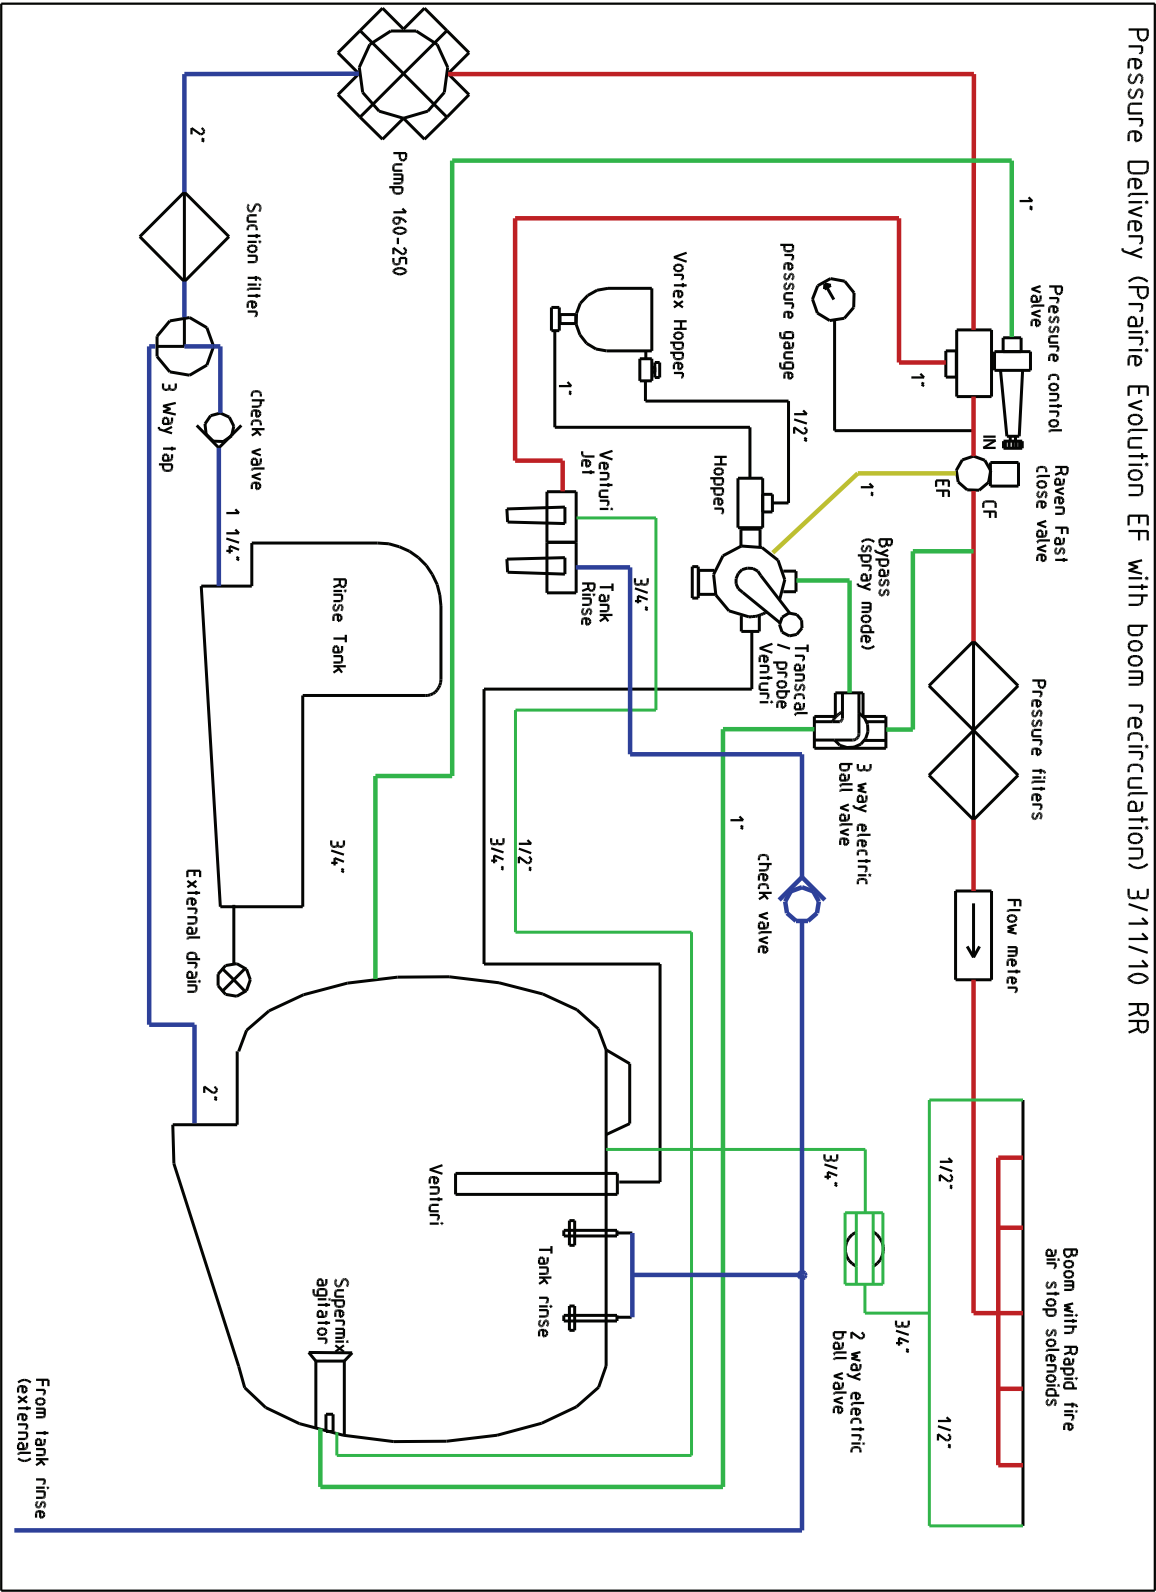 Pressure Delivery (Prairie Evolution EF with boom recirculation) 3/11/10 RR
1"
Pressure control
valve
Raven Fast
close valve
Pressure filters
Flow meter
Boom with Rapid fire
air stop solenoids
IN
CF
EF
1"
1"
1/2"
1/2"
3/4"
pressure gauge
1/2"
Bypass
(spray mode)
3 way electric
ball valve
2 way electric
ball valve
3/4"
Vortex Hopper
Hopper
Transcal
/ probe
Venturi
1"
check valve
1"
Venturi
Jet
Tank
Rinse
3/4"
1/2"
3/4"
Tank rinse
Venturi
Pump 160-250
Rinse Tank
3/4"
Supermix
agitator
2"
Suction filter
check valve
3 Way tap
1 1/4"
External drain
2"
From tank rinse
(external)